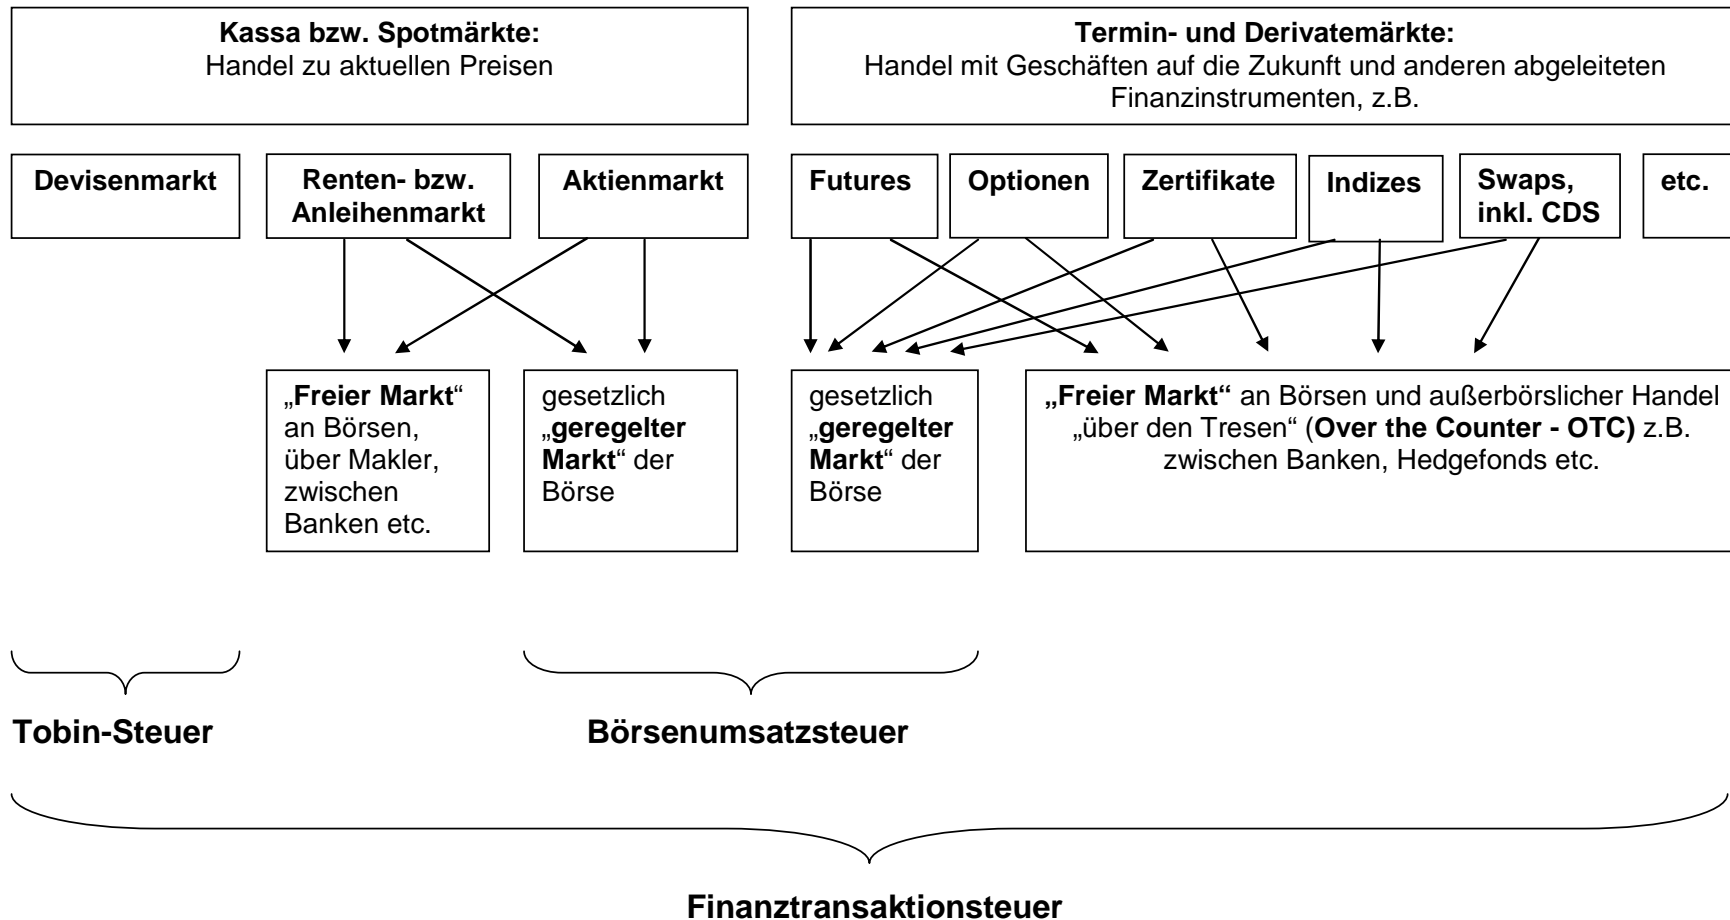 Kassa bzw. Spotmärkte:
Handel zu aktuellen Preisen
Termin- und Derivatemärkte:
Handel mit Geschäften auf die Zukunft und anderen abgeleiteten
Finanzinstrumenten, z.B.
Devisenmarkt
Renten- bzw.
Anleihenmarkt
Aktienmarkt
Futures
Optionen
Zertifikate
Indizes
Swaps,
inkl. CDS
etc.
„Freier Markt“
an Börsen,
über Makler,
zwischen
Banken etc.
gesetzlich
„geregelter
Markt“ der
Börse
gesetzlich
„geregelter
Markt“ der
Börse
„Freier Markt“ an Börsen und außerbörslicher Handel
„über den Tresen“ (Over the Counter - OTC) z.B.
zwischen Banken, Hedgefonds etc.
Tobin-Steuer
Börsenumsatzsteuer
Finanztransaktionsteuer